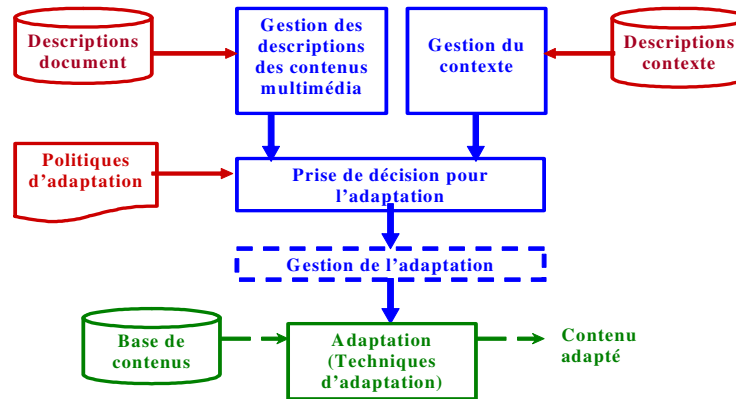 Descriptions
document
Gestion des
descriptions
des contenus
multimédia
Gestion du
contexte
Descriptions
contexte
Politiques
d’adaptation
Prise de décision pour
l’adaptation
Gestion de l’adaptation
Base de
contenus
Adaptation
(Techniques
d’adaptation)
Contenu
adapté